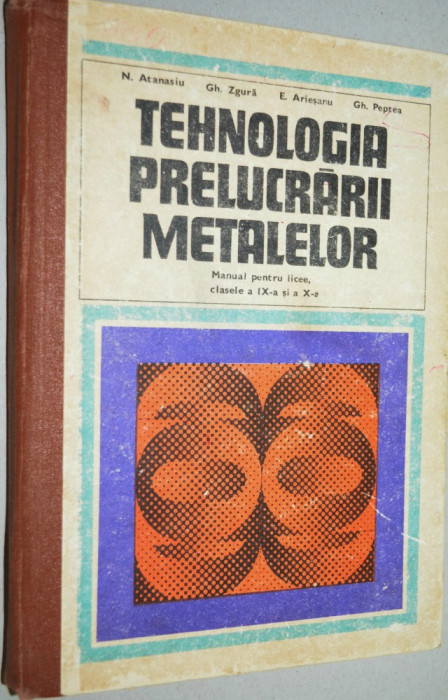 N. Atanasiu Gh. Zgură E. Arieșanu Gh. Peptea
TEHNOLOGIA
PRELUCRĂRII
METALELOR
Manual pentru licee,
clasele a IX-a și a X-a